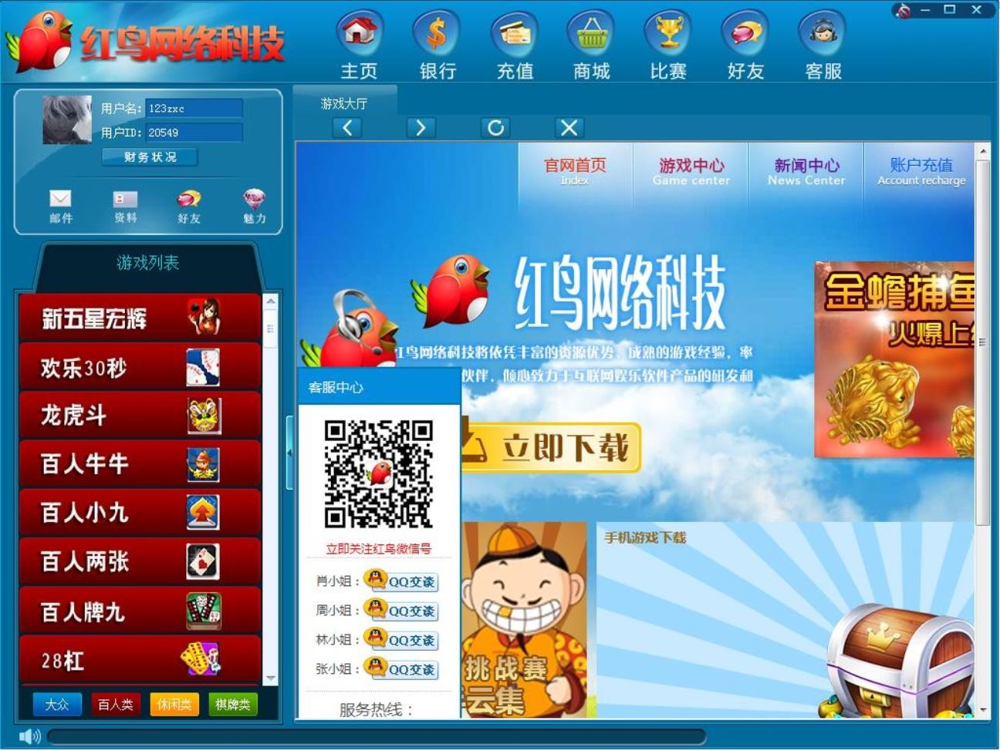 红鸟网络科技
主页
银行
充值
商城
比赛
好友
客服
用户名：
123zxc
用户ID：
20549
财务状况
邮件
资料
好友
魅力
游戏列表
新五星宏辉
欢乐30秒
龙虎斗
百人牛牛
百人小九
百人两张
百人牌九
28杠
大众
百人类
休闲类
棋牌类
游戏大厅
官网首页
Index
游戏中心
Game center
新闻中心
News Center
账户充值
Account recharge
红鸟网络科技
红鸟网络科技将依凭丰富的资源优势、成熟的游戏经验，率
伙伴，倾心致力于互联网娱乐软件产品的研发和
金蟾捕鱼
火爆上
立即下载
客服中心
立即关注红鸟微信号
肖小姐：
QQ交谈
周小姐：
QQ交谈
林小姐：
QQ交谈
张小姐：
QQ交谈
服务热线：
挑战赛
云集
手机游戏下载